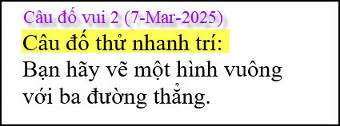 Câu đố vui 2 (7-Mar-2025)
Câu đố thử nhanh trí:
Bạn hãy vẽ một hình vuông
với ba đường thẳng.